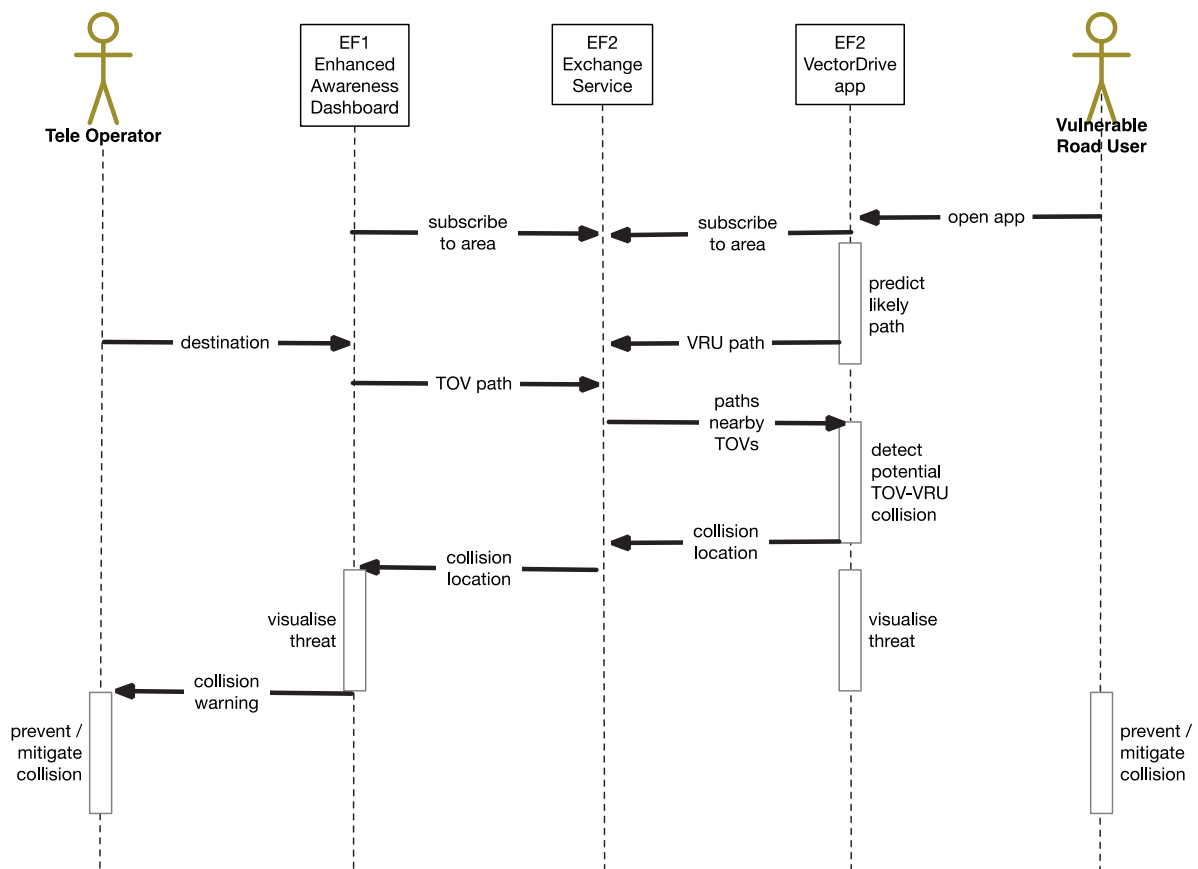 EF1
Enhanced
Awareness
Dashboard
EF2
Exchange
Service
EF2
VectorDrive
app
Tele Operator
Vulnerable
Road User
subscribe
to area
subscribe
to area
open app
predict
likely
path
destination
VRU path
TOV path
paths
nearby
TOVs
detect
potential
TOV-VRU
collision
collision
location
collision
location
visualise
threat
visualise
threat
collision
warning
prevent /
mitigate
collision
prevent /
mitigate
collision